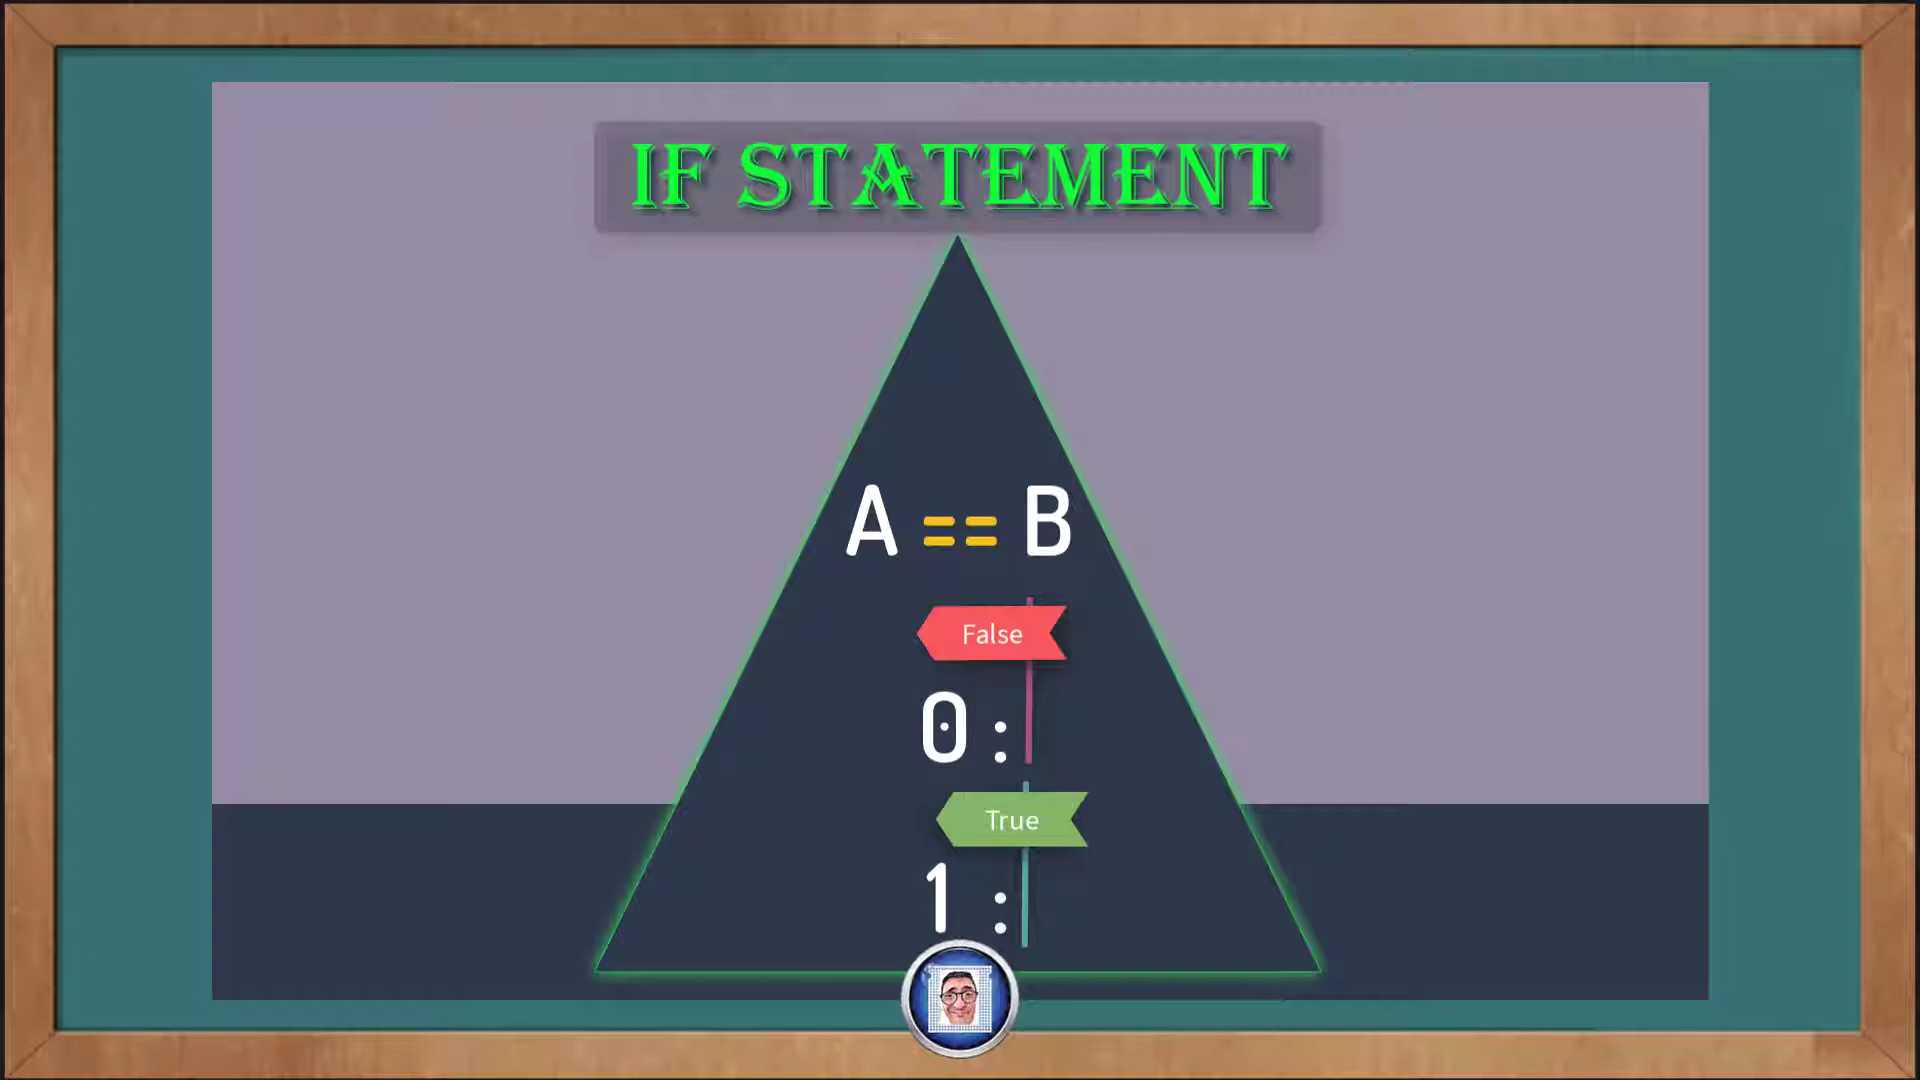 IF STATEMENT
A == B
False
0 :
True
1 :